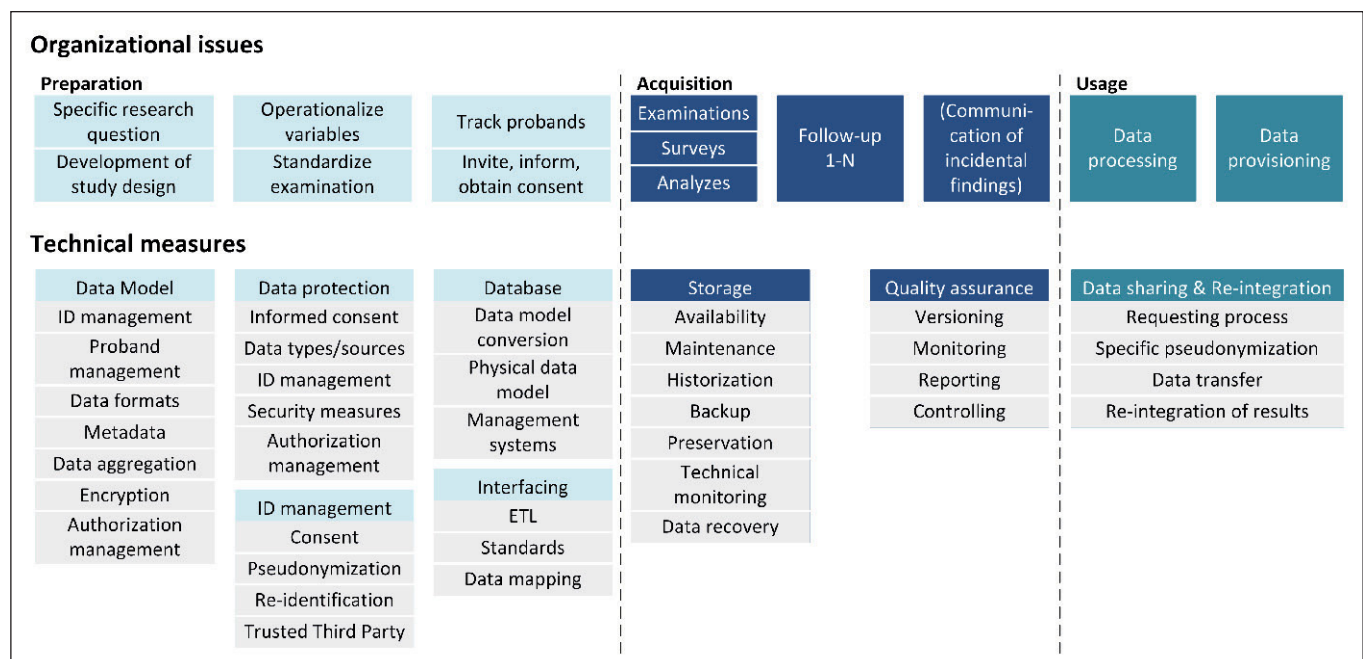 Organizational issues
Preparation
Specific research
question
Development of
study design
Operationalize
variables
Standardize
examination
Track probands
Invite, inform,
obtain consent
Acquisition
Examinations
Surveys
Analyzes
Follow-up
1-N
(Communi-
cation of
incidental
findings)
Usage
Data
processing
Data
provisioning
Technical measures
Data Model
ID management
Proband
management
Data formats
Metadata
Data aggregation
Encryption
Authorization
management
Data protection
Informed consent
Data types/sources
ID management
Security measures
Authorization
management
ID management
Consent
Pseudonymization
Re-identification
Trusted Third Party
Database
Data model
conversion
Physical data
model
Management
systems
Interfacing
ETL
Standards
Data mapping
Storage
Availability
Maintenance
Historization
Backup
Preservation
Technical
monitoring
Data recovery
Quality assurance
Versioning
Monitoring
Reporting
Controlling
Data sharing & Re-integration
Requesting process
Specific pseudonymization
Data transfer
Re-integration of results